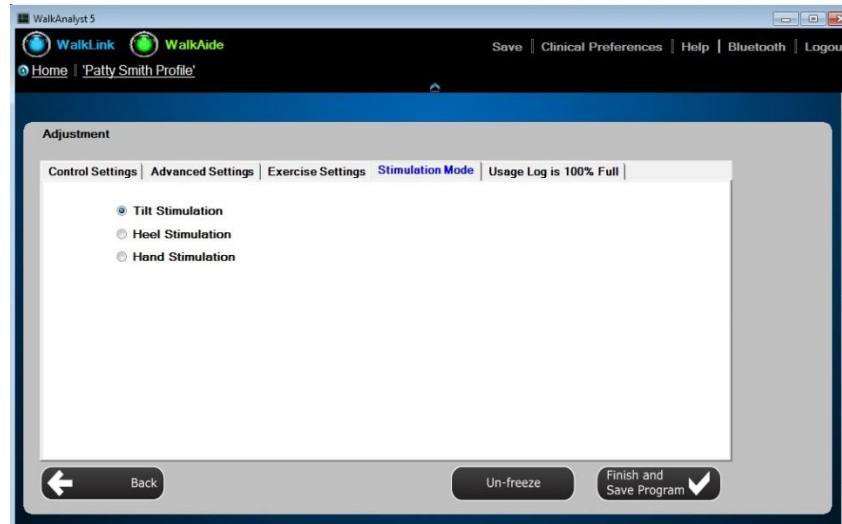 WalkAnalyst 5
WalkLink WalkAide Save Clinical Preferences Help Bluetooth Logou
Home 'Patty Smith Profile'
Adjustment
Control Settings Advanced Settings Exercise Settings Stimulation Mode Usage Log is 100% Full
Tilt Stimulation
Heel Stimulation
Hand Stimulation
Back Un-freeze Finish and
Save Program